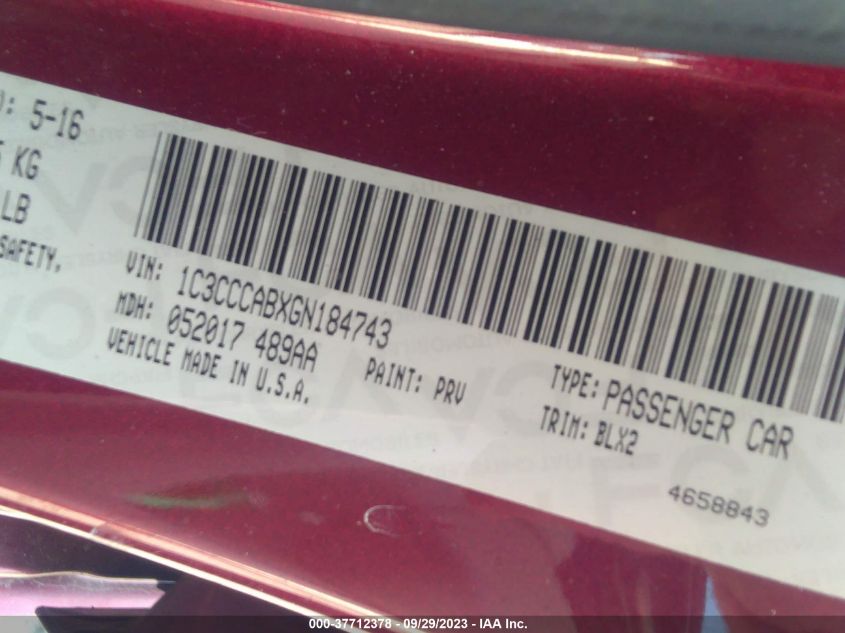 : 5-16
KG
LB
SAFETY,
VIN: 1C3CCCABXGN184743
MDH: 052017 489AA
VEHICLE MADE IN U.S.A.
PAINT: PRV
TYPE: PASSENGER CAR
TRIM: BLX2
4658843
000-37712378 - 09/29/2023 - IAA Inc.